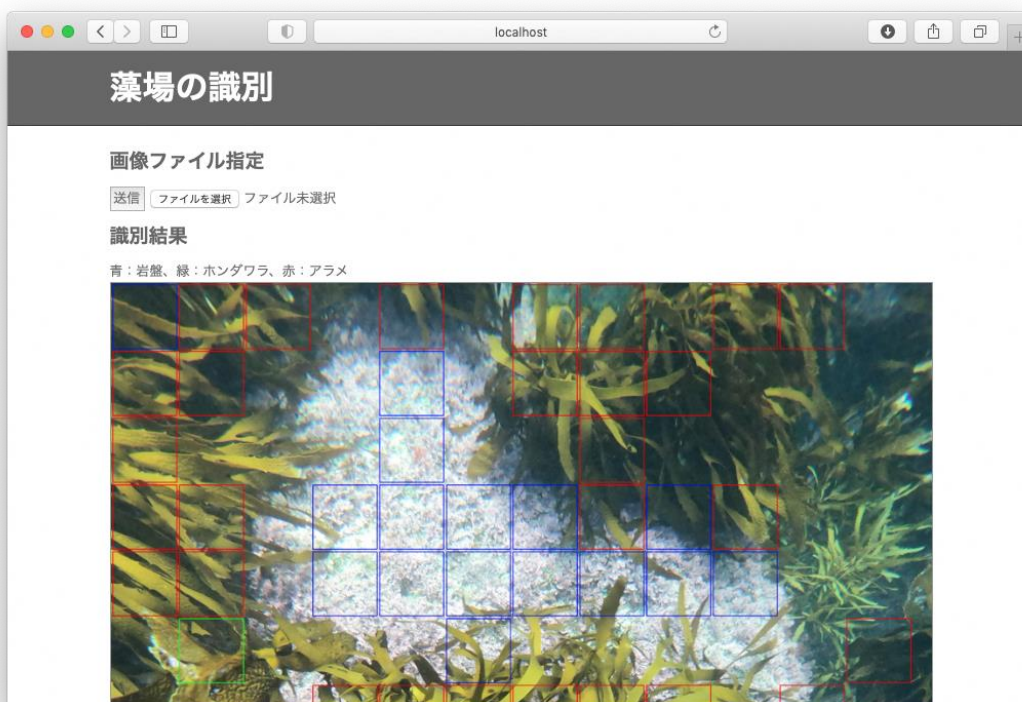 localhost
藻場の識別
画像ファイル指定
送信 ファイルを選択 ファイル未選択
識別結果
青：岩盤、緑：ホンダワラ、赤：アラメ